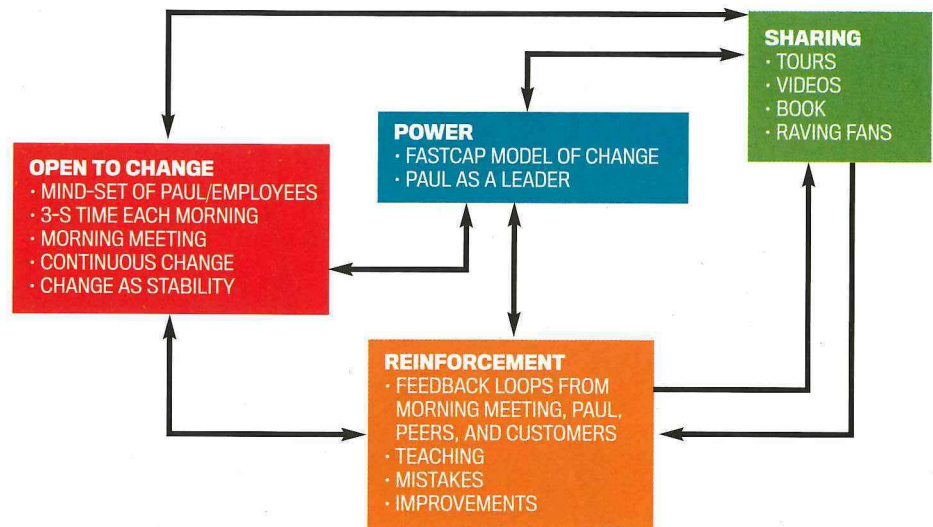 SHARING
· TOURS
· VIDEOS
· BOOK
· RAVING FANS
POWER
· FASTCAP MODEL OF CHANGE
· PAUL AS A LEADER
OPEN TO CHANGE
· MIND-SET OF PAUL/EMPLOYEES
· 3-S TIME EACH MORNING
· MORNING MEETING
· CONTINUOUS CHANGE
· CHANGE AS STABILITY
REINFORCEMENT
· FEEDBACK LOOPS FROM
MORNING MEETING, PAUL,
PEERS, AND CUSTOMERS
· TEACHING
· MISTAKES
· IMPROVEMENTS